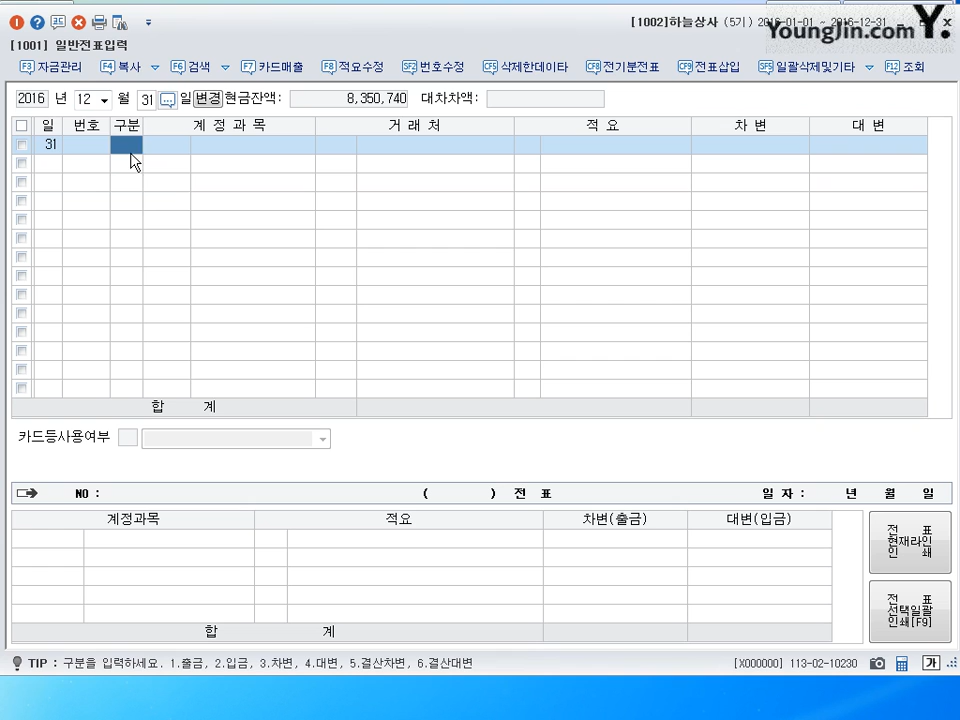 [1002]하늘상사 (5기) 2016-01-01 ~ 2016-12-31
YoungJin.com Y.
[1001] 일반전표입력
F3 자금관리 F4 복사 F6 검색 F7 카드매출 F8 적요수정 SF2 번호수정 CF5 삭제한데이타 CF8 전기분전표 CF9 전표삽입 SF5 일괄삭제및기타 F12 조회
2016 년 12 월 31 일 변경 현금잔액: 8,350,740 대차차액:
일 번호 구분 계 정 과 목 거 래 처 적 요 차 변 대 변
31
합 계
카드등사용여부
NO : ( ) 전 표 일 자 : 년 월 일
계정과목 적요 차변(출금) 대변(입금)
전 표
현재라인
인 쇄
전 표
선택일괄
인쇄[F9]
합 계
TIP : 구분을 입력하세요. 1.출금, 2.입금, 3.차변, 4.대변, 5.결산차변, 6.결산대변 [X000000] 113-02-10230 가